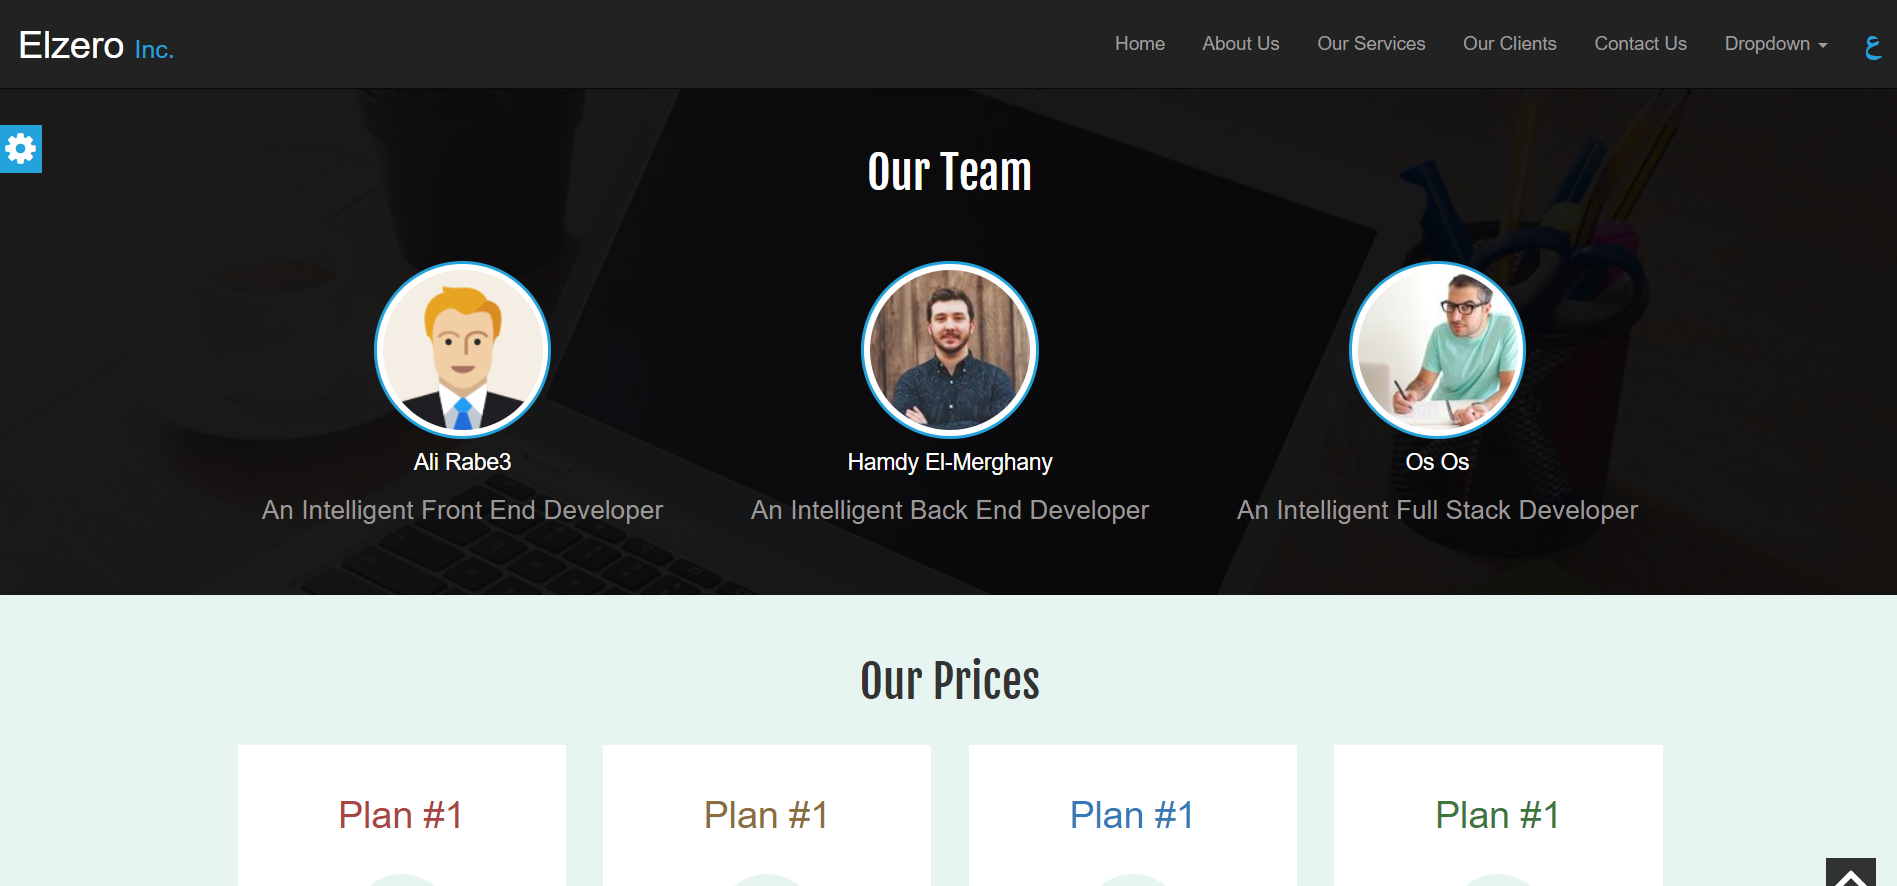 Elzero Inc.
Home About Us Our Services Our Clients Contact Us Dropdown ع
Our Team
Ali Rabe3
An Intelligent Front End Developer
Hamdy El-Merghany
An Intelligent Back End Developer
Os Os
An Intelligent Full Stack Developer
Our Prices
Plan #1
Plan #1
Plan #1
Plan #1